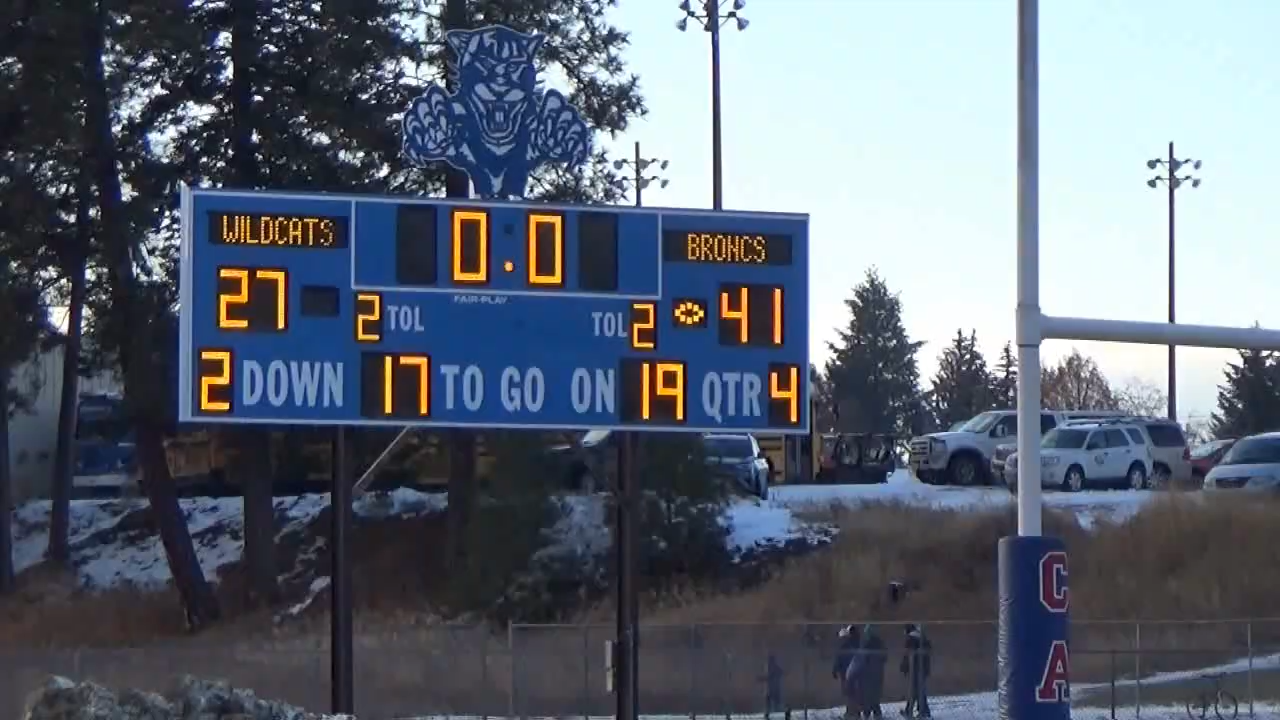 WILDCATS 0.0 BRONCS
FAIR-PLAY
27 2 TOL TOL 2 41
2 DOWN 17 TO GO ON 19 QTR 4
C
A